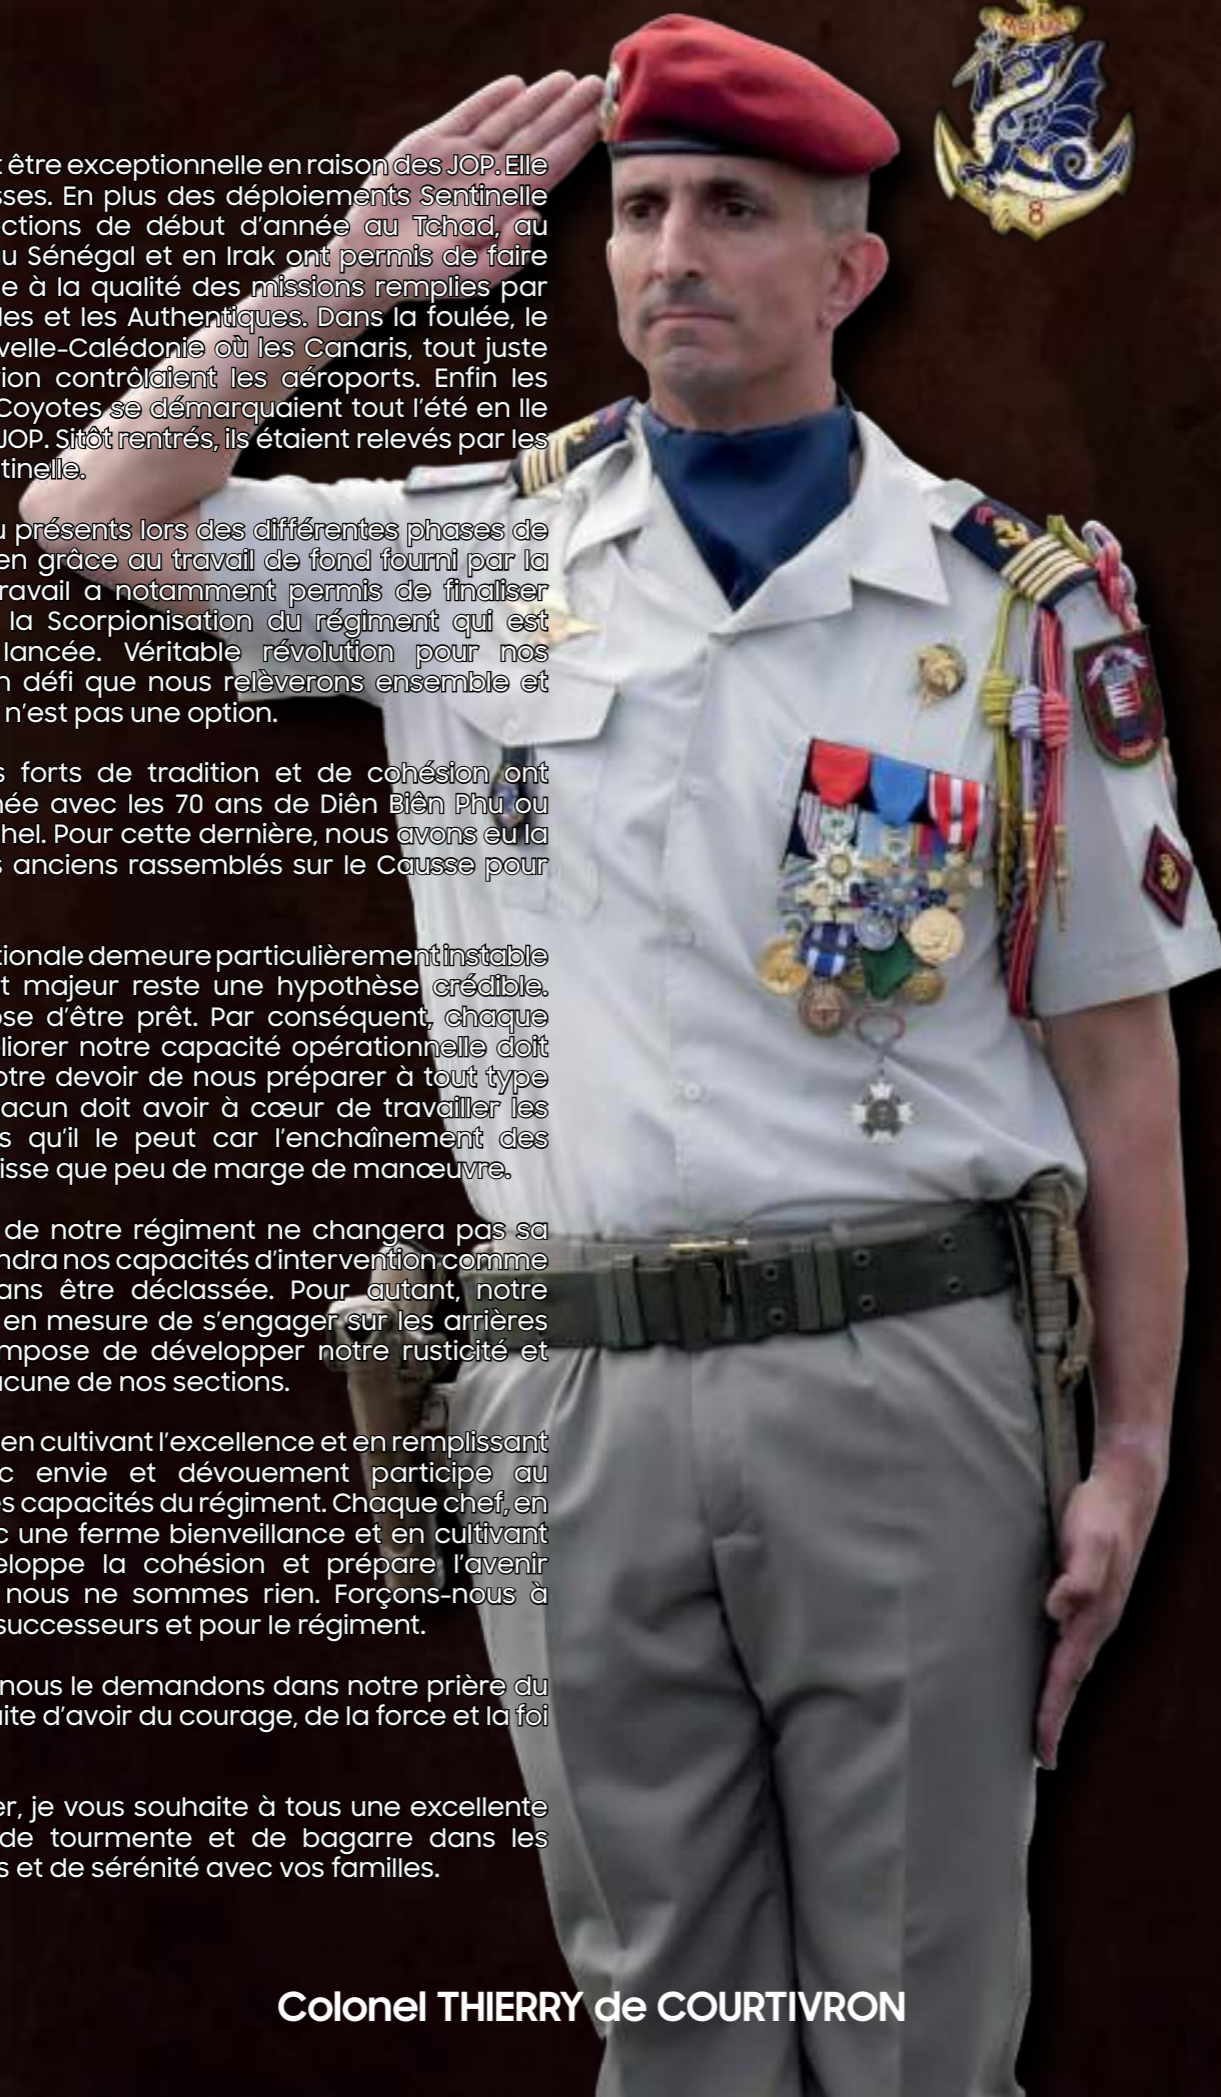 être exceptionnelle en raison des JOP. Elle
sses. En plus des déploiements Sentinelle
ctions de début d'année au Tchad, au
u Sénégal et en Irak ont permis de faire
e à la qualité des missions remplies par
les et les Authentiques. Dans la foulée, le
velle-Calédonie où les Canaris, tout juste
ion contrôlaient les aéroports. Enfin les
Coyotes se démarquaient tout l'été en Ile
JOP. Sitôt rentrés, ils étaient relevés par les
tinelle.
u présents lors des différentes phases de
en grâce au travail de fond fourni par la
ravail a notamment permis de finaliser
la Scorpionisation du régiment qui est
lancée. Véritable révolution pour nos
n défi que nous relèverons ensemble et
n'est pas une option.
s forts de tradition et de cohésion ont
née avec les 70 ans de Diên Biên Phu ou
hel. Pour cette dernière, nous avons eu la
s anciens rassemblés sur le Causse pour
tionale demeure particulièrement instable
t majeur reste une hypothèse crédible.
ose d'être prêt. Par conséquent, chaque
liorer notre capacité opérationnelle doit
otre devoir de nous préparer à tout type
acun doit avoir à cœur de travailler les
s qu'il le peut car l'enchaînement des
isse que peu de marge de manœuvre.
de notre régiment ne changera pas sa
ndra nos capacités d'intervention comme
ans être déclassée. Pour autant, notre
en mesure de s'engager sur les arrières
mpose de développer notre rusticité et
acune de nos sections.
en cultivant l'excellence et en remplissant
c envie et dévouement participe au
es capacités du régiment. Chaque chef, en
c une ferme bienveillance et en cultivant
eloppe la cohésion et prépare l'avenir
nous ne sommes rien. Forçons-nous à
successeurs et pour le régiment.
nous le demandons dans notre prière du
ite d'avoir du courage, de la force et la foi
er, je vous souhaite à tous une excellente
de tourmente et de bagarre dans les
s et de sérénité avec vos familles.
Colonel THIERRY de COURTIVRON
8